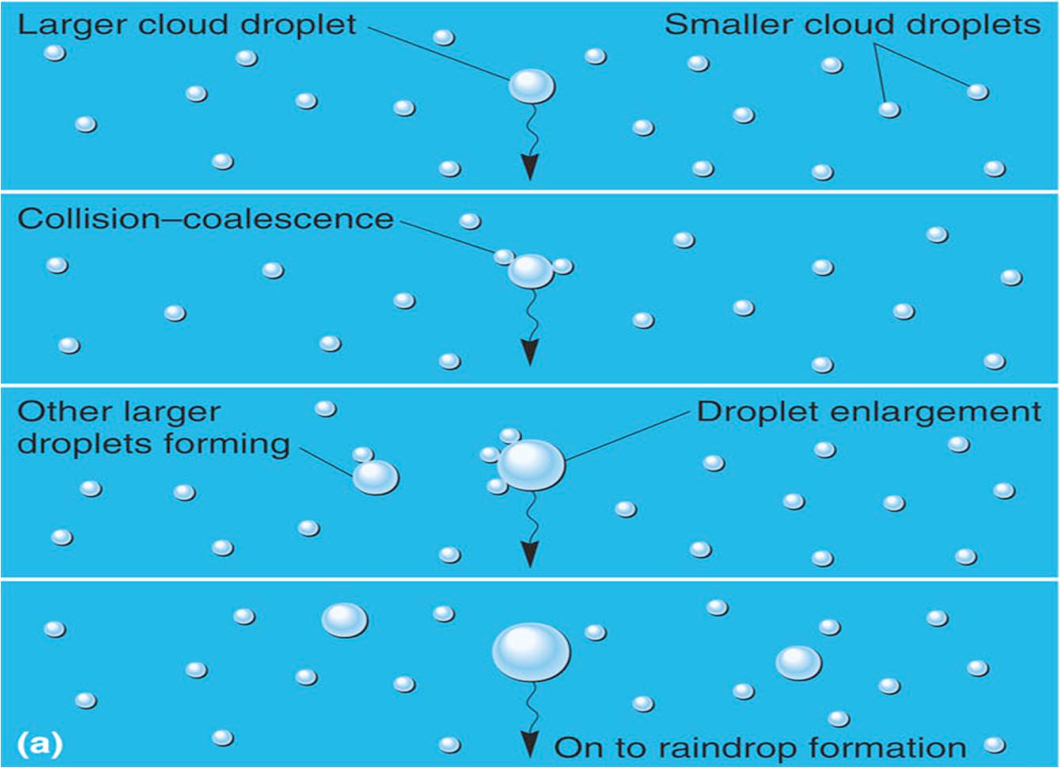 Larger cloud droplet
Smaller cloud droplets
Collision–coalescence
Other larger
droplets forming
Droplet enlargement
(a)
On to raindrop formation